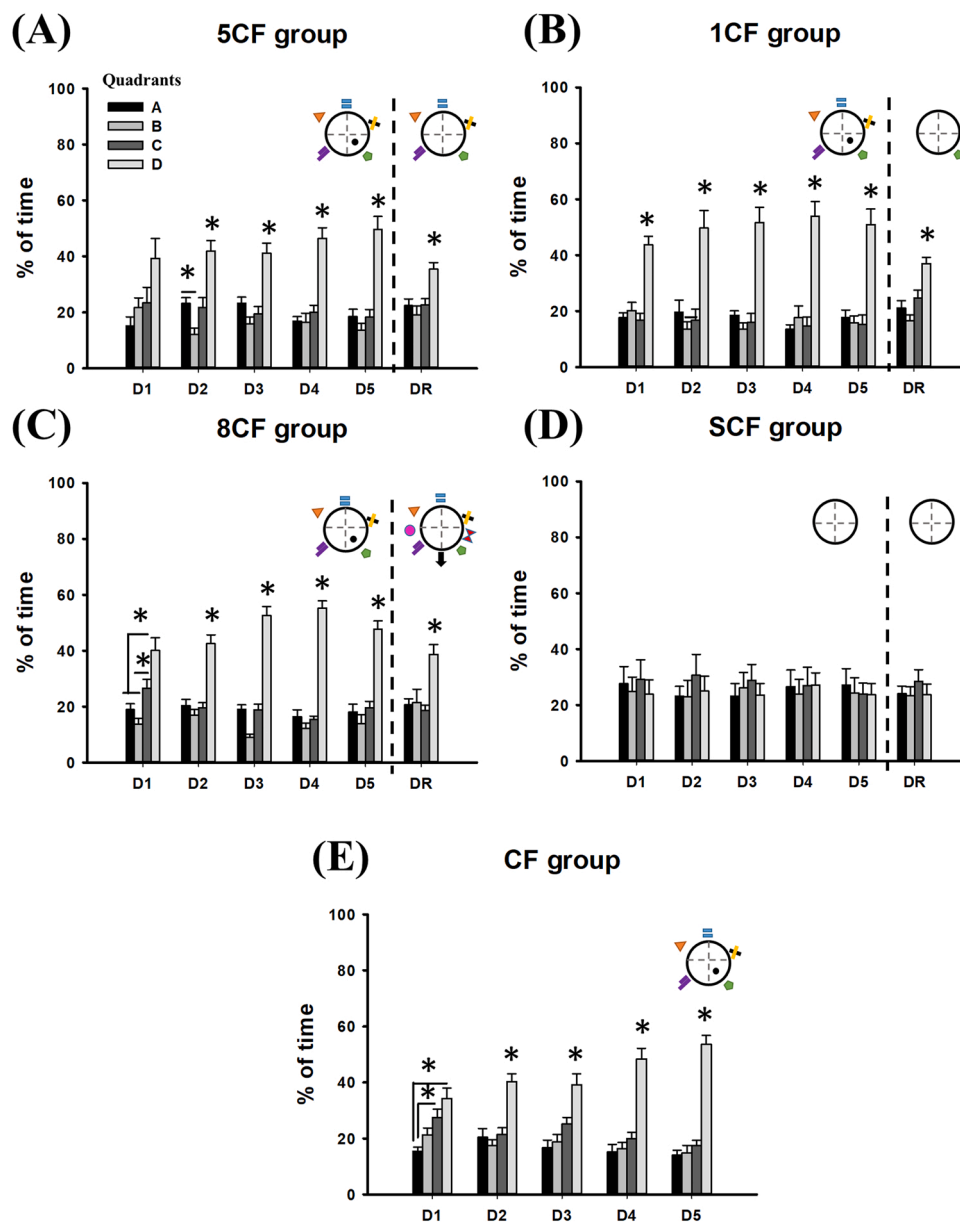 (A)
5CF group
Quadrants
A
B
C
D
% of time
100
80
60
40
20
0
* * * * * *
D1 D2 D3 D4 D5 DR
(B)
1CF group
% of time
100
80
60
40
20
0
* * * * * *
D1 D2 D3 D4 D5 DR
(C)
8CF group
% of time
100
80
60
40
20
0
* * * * * * *
D1 D2 D3 D4 D5 DR
(D)
SCF group
% of time
100
80
60
40
20
0
D1 D2 D3 D4 D5 DR
(E)
CF group
% of time
100
80
60
40
20
0
* * * * * *
D1 D2 D3 D4 D5